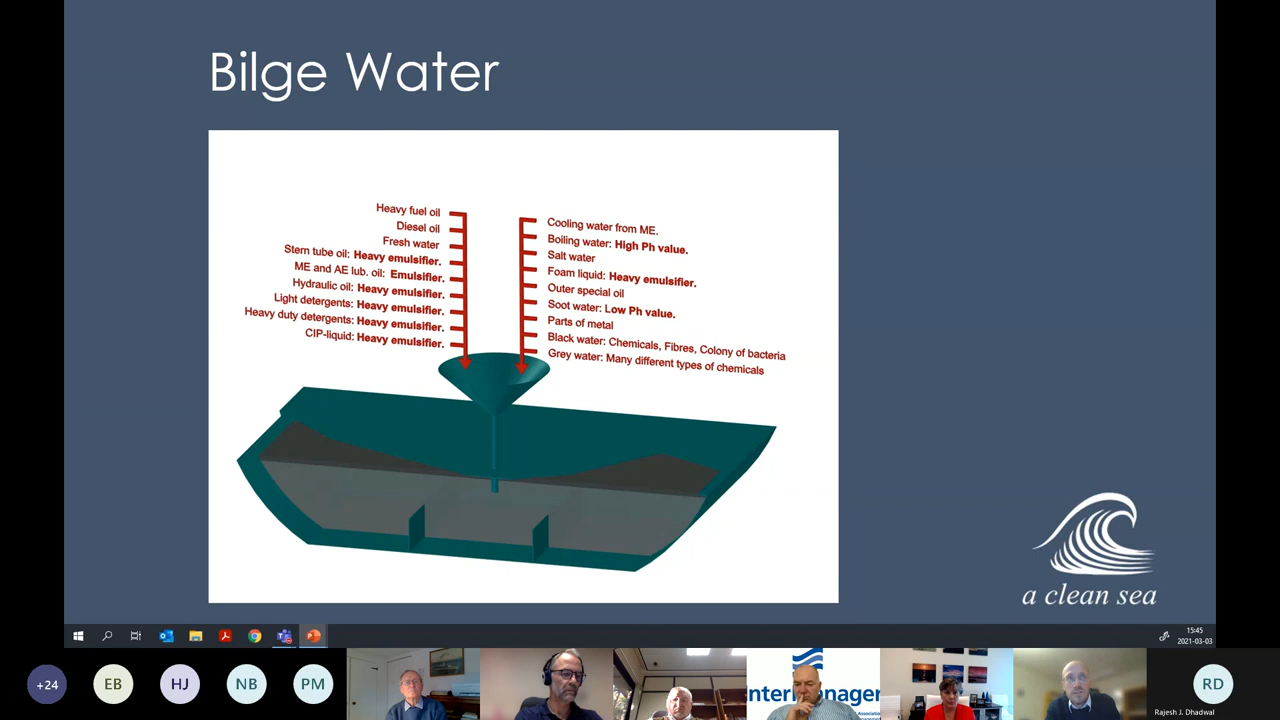 Bilge Water
Heavy fuel oil
Diesel oil
Fresh water
Stern tube oil: Heavy emulsifier.
ME and AE lub. oil: Emulsifier.
Hydraulic oil: Heavy emulsifier.
Light detergents: Heavy emulsifier.
Heavy duty detergents: Heavy emulsifier.
CIP-liquid: Heavy emulsifier.
Cooling water from ME.
Boiling water: High Ph value.
Salt water
Foam liquid: Heavy emulsifier.
Outer special oil
Soot water: Low Ph value.
Parts of metal
Black water: Chemicals, Fibres, Colony of bacteria
Grey water: Many different types of chemicals
a clean sea
15:45
2021-03-03
+24
EB
HJ
NB
PM
RD
Rajesh J. Dhadwal